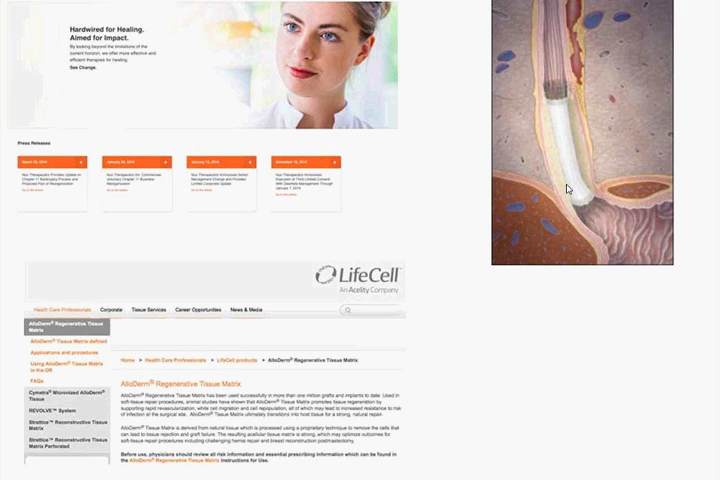 Hardwired for Healing.
Aimed for Impact.
By looking beyond the limitations of the
current horizon, we offer more effective and
efficient therapies for healing.
See Change.
Press Releases
LifeCell™
An Acelity Company
Health Care Professionals Corporate Tissue Services Career Opportunities News & Media
AlloDerm® Regenerative Tissue
Matrix
AlloDerm® Tissue Matrix defined
Applications and procedures
Using AlloDerm® Tissue Matrix
in the OR
FAQs
Cymetra® Micronized AlloDerm®
Tissue
REVOLVE™ System
Strattice™ Reconstructive Tissue
Matrix
Strattice™ Reconstructive Tissue
Matrix Perforated
Home > Health Care Professionals > LifeCell products > AlloDerm® Regenerative Tissue Matrix
AlloDerm® Regenerative Tissue Matrix
AlloDerm® Regenerative Tissue Matrix has been used successfully in more than one million grafts and implants to date. Used in
soft-tissue repair procedures, animal studies have shown that AlloDerm® Tissue Matrix promotes tissue regeneration by
supporting rapid revascularization, white cell migration and cell repopulation, all of which may lead to increased resistance to risk
of infection at the surgical site. AlloDerm® Tissue Matrix ultimately transitions into host tissue for a strong, natural repair.
AlloDerm® Tissue Matrix is derived from natural tissue which is processed using a proprietary technique to remove the cells that
can lead to tissue rejection and graft failure. The resulting acellular tissue matrix is strong, which may optimize outcomes for
soft-tissue repair procedures including challenging hernia repair and breast reconstruction postmastectomy.
Before use, physicians should review all risk information and essential prescribing information which can be found in
the AlloDerm® Regenerative Tissue Matrix Instructions for Use.